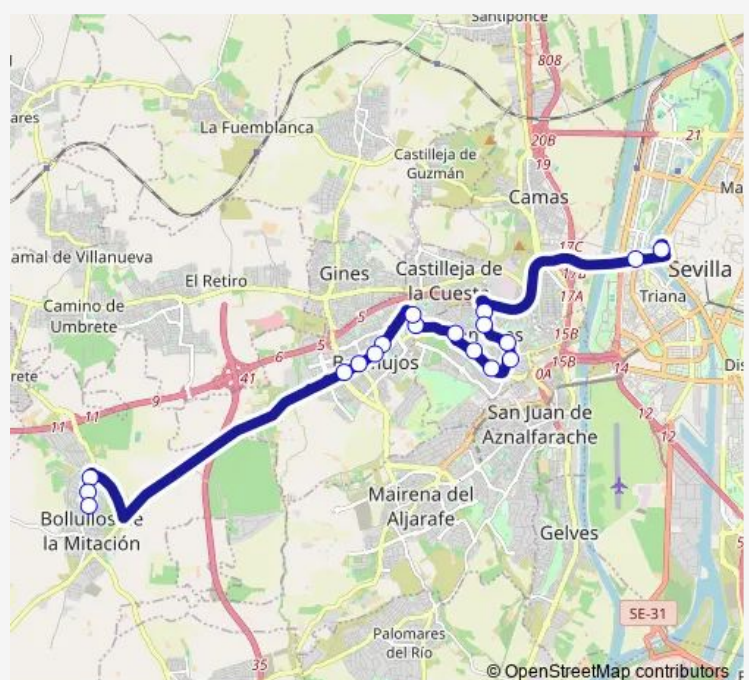 Santiponce
808
ares
La Fuemblanca
20B
21
Castilleja de
Guzmán
19
Camas
Ma
amal de Villanueva
17C
El Retiro
Gines
Castilleja de
la Cuesta
17B
Sevilla
Camino de
Umbrete
17A
Triana
5
5
6
15B
rete
41
9
15B
14
Dis
11
11
0A
12
San Juan de
Aznalfarache
12
Mairena del
Aljarafe
Bollullos de
la Mitación
Gelves
5
SE-31
Palomares
del Río
35
© OpenStreetMap contributors